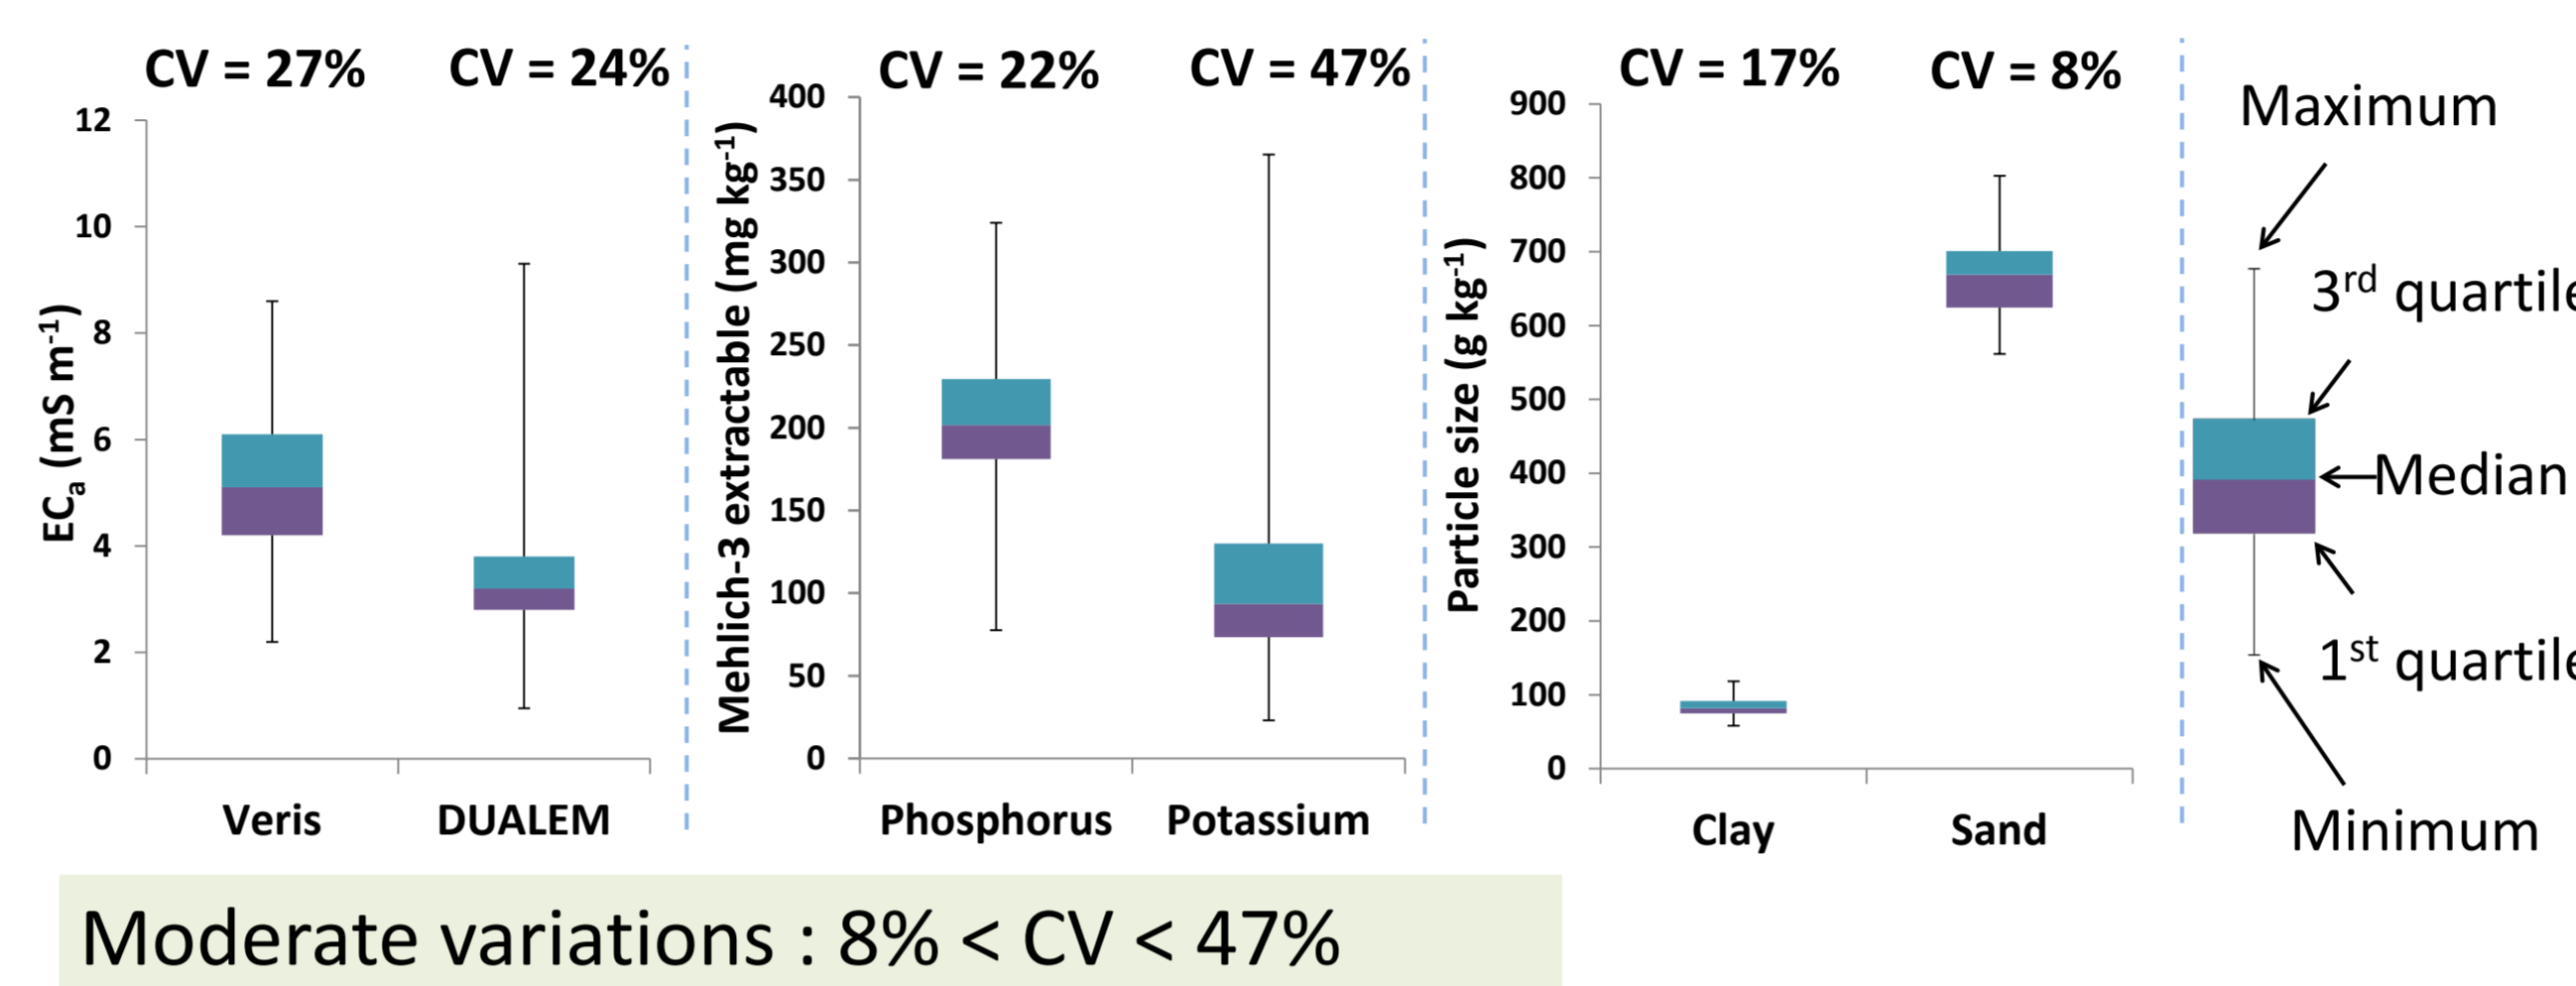 CV = 27%
CV = 24%
12
10
8
6
4
2
0
ECa (mS m-1)
Veris
DUALEM
CV = 22%
CV = 47%
400
350
300
250
200
150
100
50
0
Mehlich-3 extractable (mg kg-1)
Phosphorus
Potassium
CV = 17%
CV = 8%
900
800
700
600
500
400
300
200
100
0
Particle size (g kg-1)
Clay
Sand
Maximum
3rd quartile
Median
1st quartile
Minimum
Moderate variations : 8% < CV < 47%